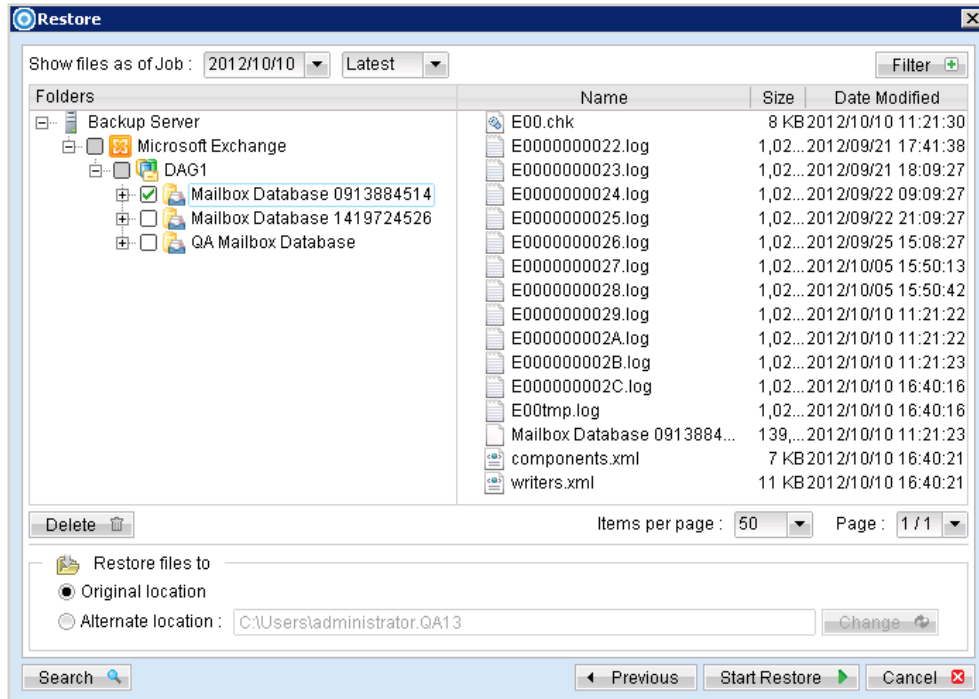 Restore
Show files as of Job : 2012/10/10 Latest Filter
Folders Name Size Date Modified
Backup Server
Microsoft Exchange
DAG1
Mailbox Database 0913884514
Mailbox Database 1419724526
QA Mailbox Database
E00.chk 8 KB 2012/10/10 11:21:30
E0000000022.log 1,02... 2012/09/21 17:41:38
E0000000023.log 1,02... 2012/09/21 18:09:27
E0000000024.log 1,02... 2012/09/22 09:09:27
E0000000025.log 1,02... 2012/09/22 21:09:27
E0000000026.log 1,02... 2012/09/25 15:08:27
E0000000027.log 1,02... 2012/10/05 15:50:13
E0000000028.log 1,02... 2012/10/05 15:50:42
E0000000029.log 1,02... 2012/10/10 11:21:22
E000000002A.log 1,02... 2012/10/10 11:21:22
E000000002B.log 1,02... 2012/10/10 11:21:23
E000000002C.log 1,02... 2012/10/10 16:40:16
E00tmp.log 1,02... 2012/10/10 16:40:16
Mailbox Database 0913884... 139,... 2012/10/10 11:21:23
components.xml 7 KB 2012/10/10 16:40:21
writers.xml 11 KB 2012/10/10 16:40:21
Delete Items per page : 50 Page : 1 / 1
Restore files to
Original location
Alternate location : C:\Users\administrator.QA13 Change
Search Previous Start Restore Cancel